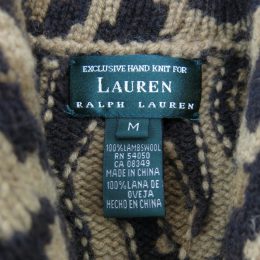 EXCLUSIVE HAND KNIT FOR
LAUREN
RALPH LAUREN
M
100% LAMBSWOOL
RN 54050
CA 08349
MADE IN CHINA
100% LANA DE
OVEJA
HECHO EN CHINA